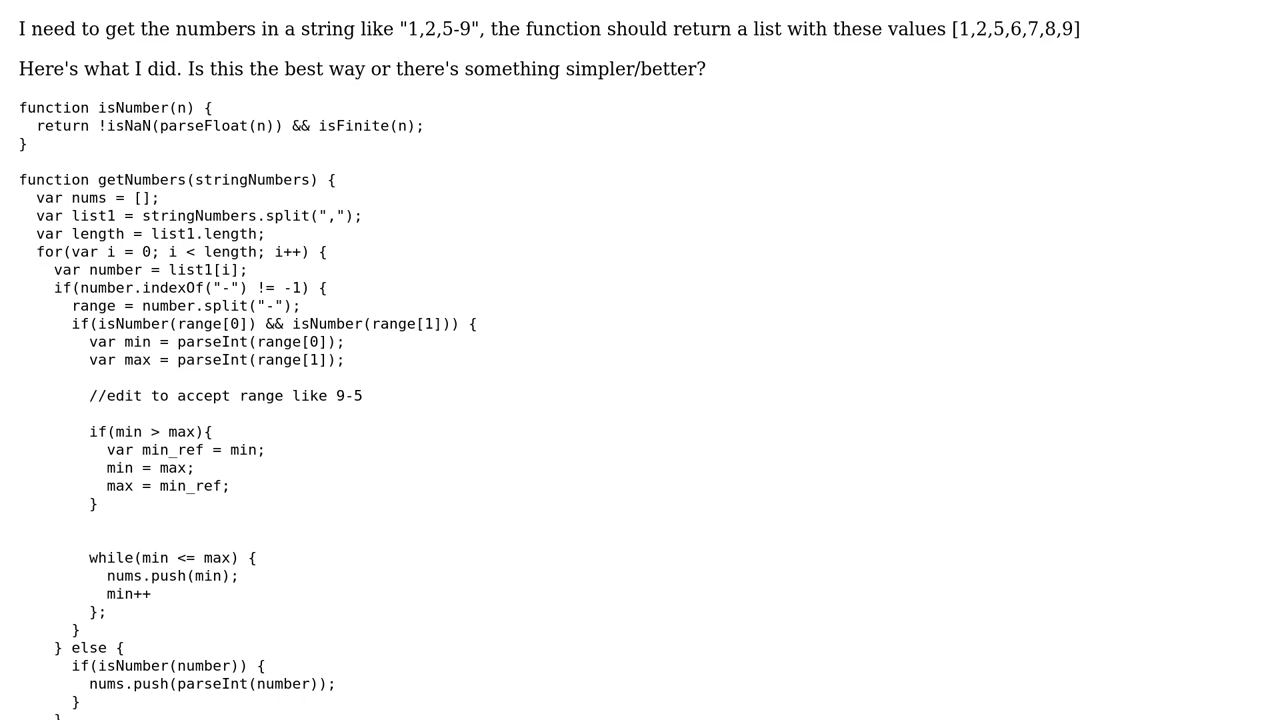 I need to get the numbers in a string like "1,2,5-9", the function should return a list with these values [1,2,5,6,7,8,9]
Here's what I did. Is this the best way or there's something simpler/better?
function isNumber(n) {
  return !isNaN(parseFloat(n)) && isFinite(n);
}
function getNumbers(stringNumbers) {
  var nums = [];
  var list1 = stringNumbers.split(",");
  var length = list1.length;
  for(var i = 0; i < length; i++) {
    var number = list1[i];
    if(number.indexOf("-") != -1) {
      range = number.split("-");
      if(isNumber(range[0]) && isNumber(range[1])) {
        var min = parseInt(range[0]);
        var max = parseInt(range[1]);
        //edit to accept range like 9-5
        if(min > max){
          var min_ref = min;
          min = max;
          max = min_ref;
        }
        while(min <= max) {
          nums.push(min);
          min++
        };
      }
    } else {
      if(isNumber(number)) {
        nums.push(parseInt(number));
      }
    }